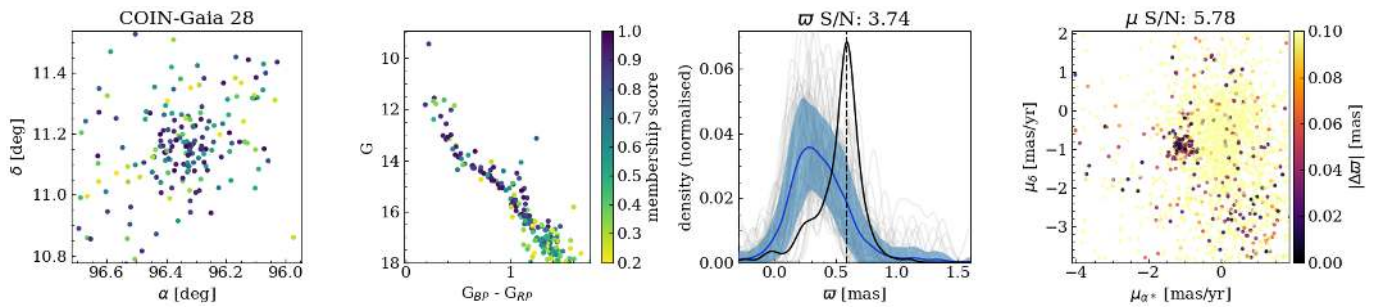 COIN-Gaia 28
ϖ S/N: 3.74
μ S/N: 5.78
11.4
11.2
11.0
10.8
δ [deg]
96.6 96.4 96.2 96.0
α [deg]
10
12
14
16
18
G
0 1
G_BP - G_RP
1.0
0.9
0.8
0.7
0.6
0.5
0.4
0.3
0.2
membership score
0.06
0.04
0.02
0.00
density (normalised)
0.0 0.5 1.0 1.5
ϖ [mas]
1
0
−1
−2
−3
μ_δ [mas/yr]
−4 −2 0
μ_α* [mas/yr]
0.10
0.08
0.06
0.04
0.02
0.00
|Δϖ| [mas]